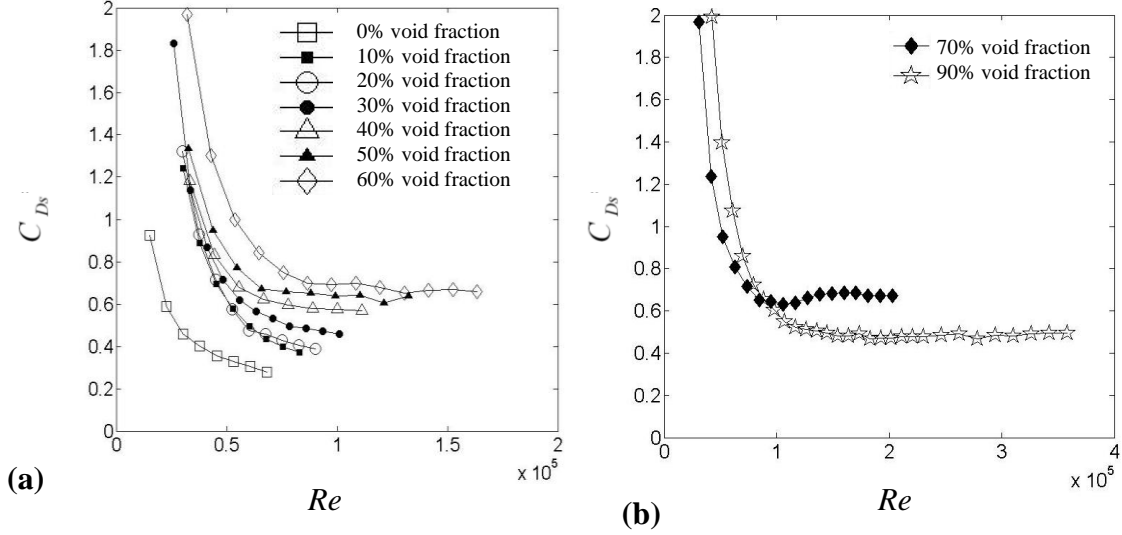 2
1.8
1.6
1.4
1.2
1
0.8
0.6
0.4
0.2
0
C Ds
0% void fraction
10% void fraction
20% void fraction
30% void fraction
40% void fraction
50% void fraction
60% void fraction
0 0.5 1 1.5 2
x 10^5
(a)
Re
2
1.8
1.6
1.4
1.2
1
0.8
0.6
0.4
0.2
0
C Ds
70% void fraction
90% void fraction
0 1 2 3 4
x 10^5
(b)
Re